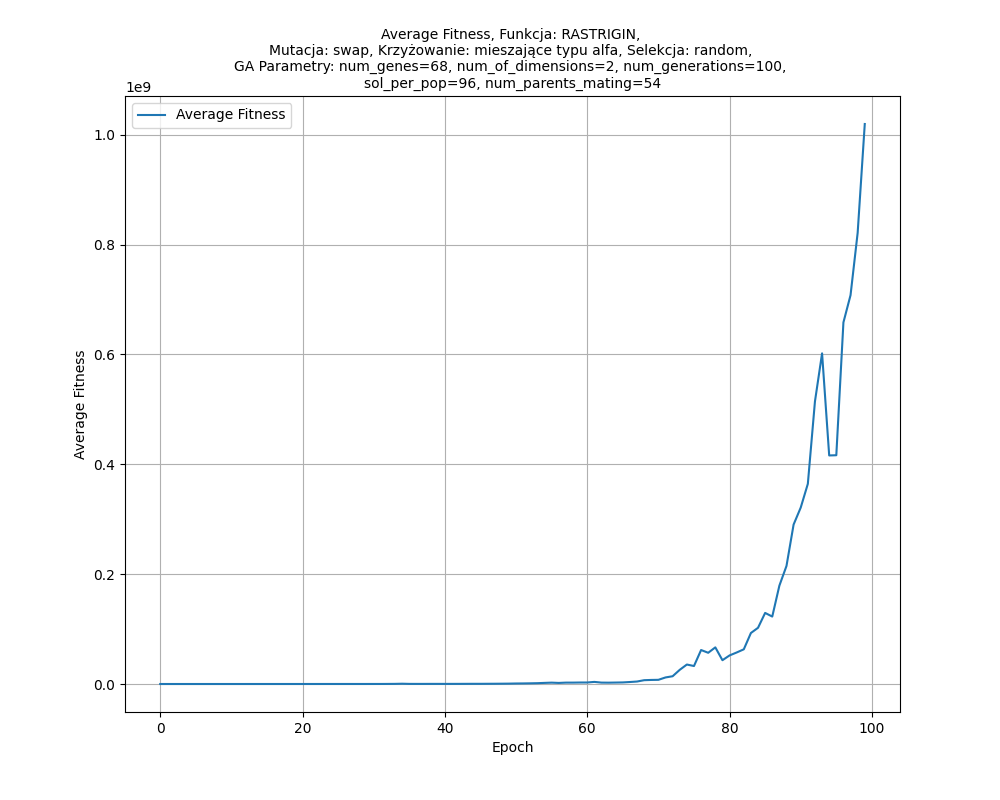 Average Fitness, Funkcja: RASTRIGIN,
Mutacja: swap, Krzyżowanie: mieszające typu alfa, Selekcja: random,
GA Parametry: num_genes=68, num_of_dimensions=2, num_generations=100,
sol_per_pop=96, num_parents_mating=54
1e9
Average Fitness
1.0
0.8
0.6
0.4
0.2
0.0
Average Fitness
0 20 40 60 80 100
Epoch